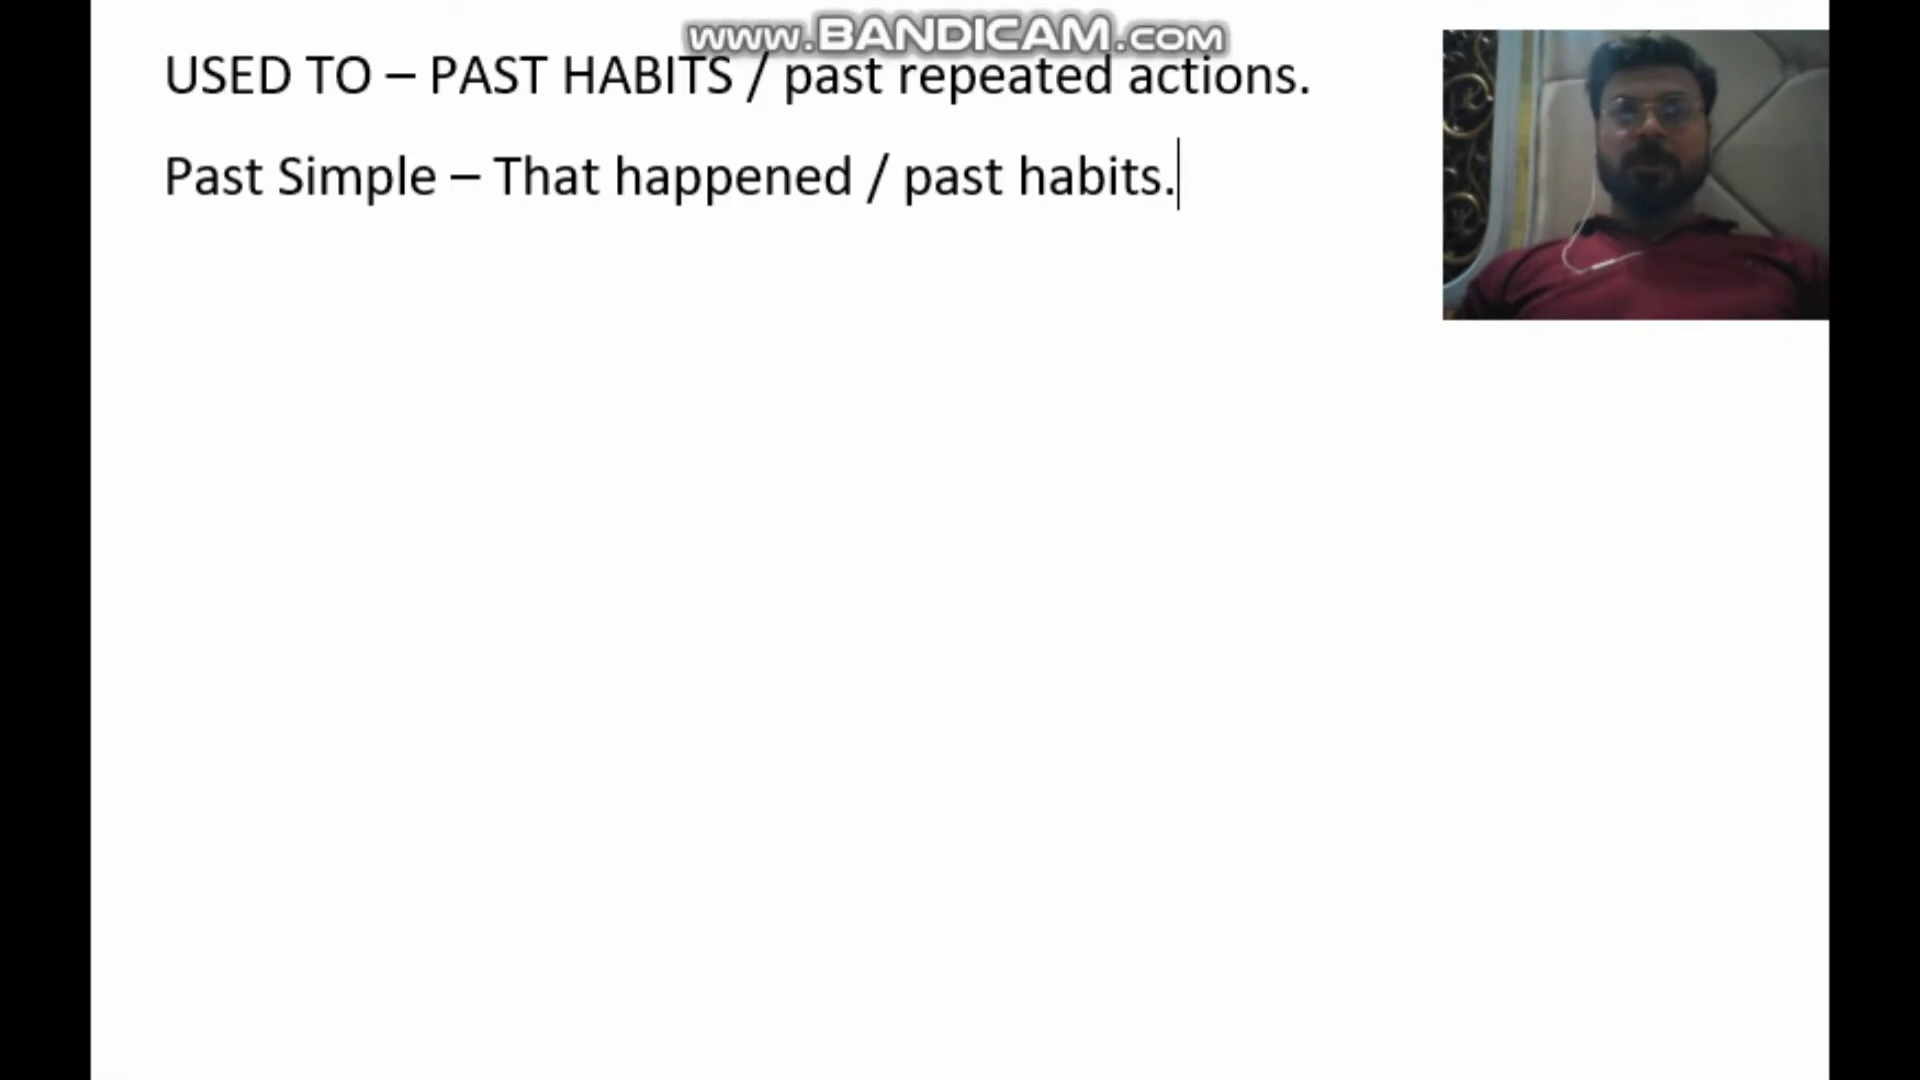 www.BANDICAM.com
USED TO – PAST HABITS / past repeated actions.
Past Simple – That happened / past habits.